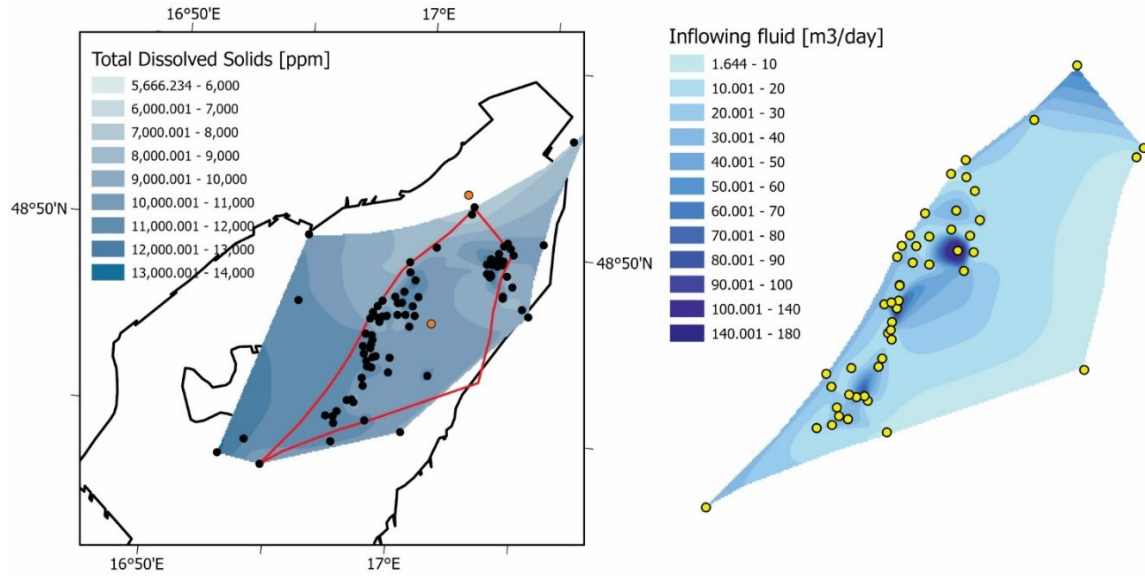 16°50'E
17°E
Total Dissolved Solids [ppm]
5,666.234 - 6,000
6,000.001 - 7,000
7,000.001 - 8,000
8,000.001 - 9,000
9,000.001 - 10,000
10,000.001 - 11,000
11,000.001 - 12,000
12,000.001 - 13,000
13,000.001 - 14,000
48°50'N
48°50'N
16°50'E
17°E
Inflowing fluid [m3/day]
1.644 - 10
10.001 - 20
20.001 - 30
30.001 - 40
40.001 - 50
50.001 - 60
60.001 - 70
70.001 - 80
80.001 - 90
90.001 - 100
100.001 - 140
140.001 - 180